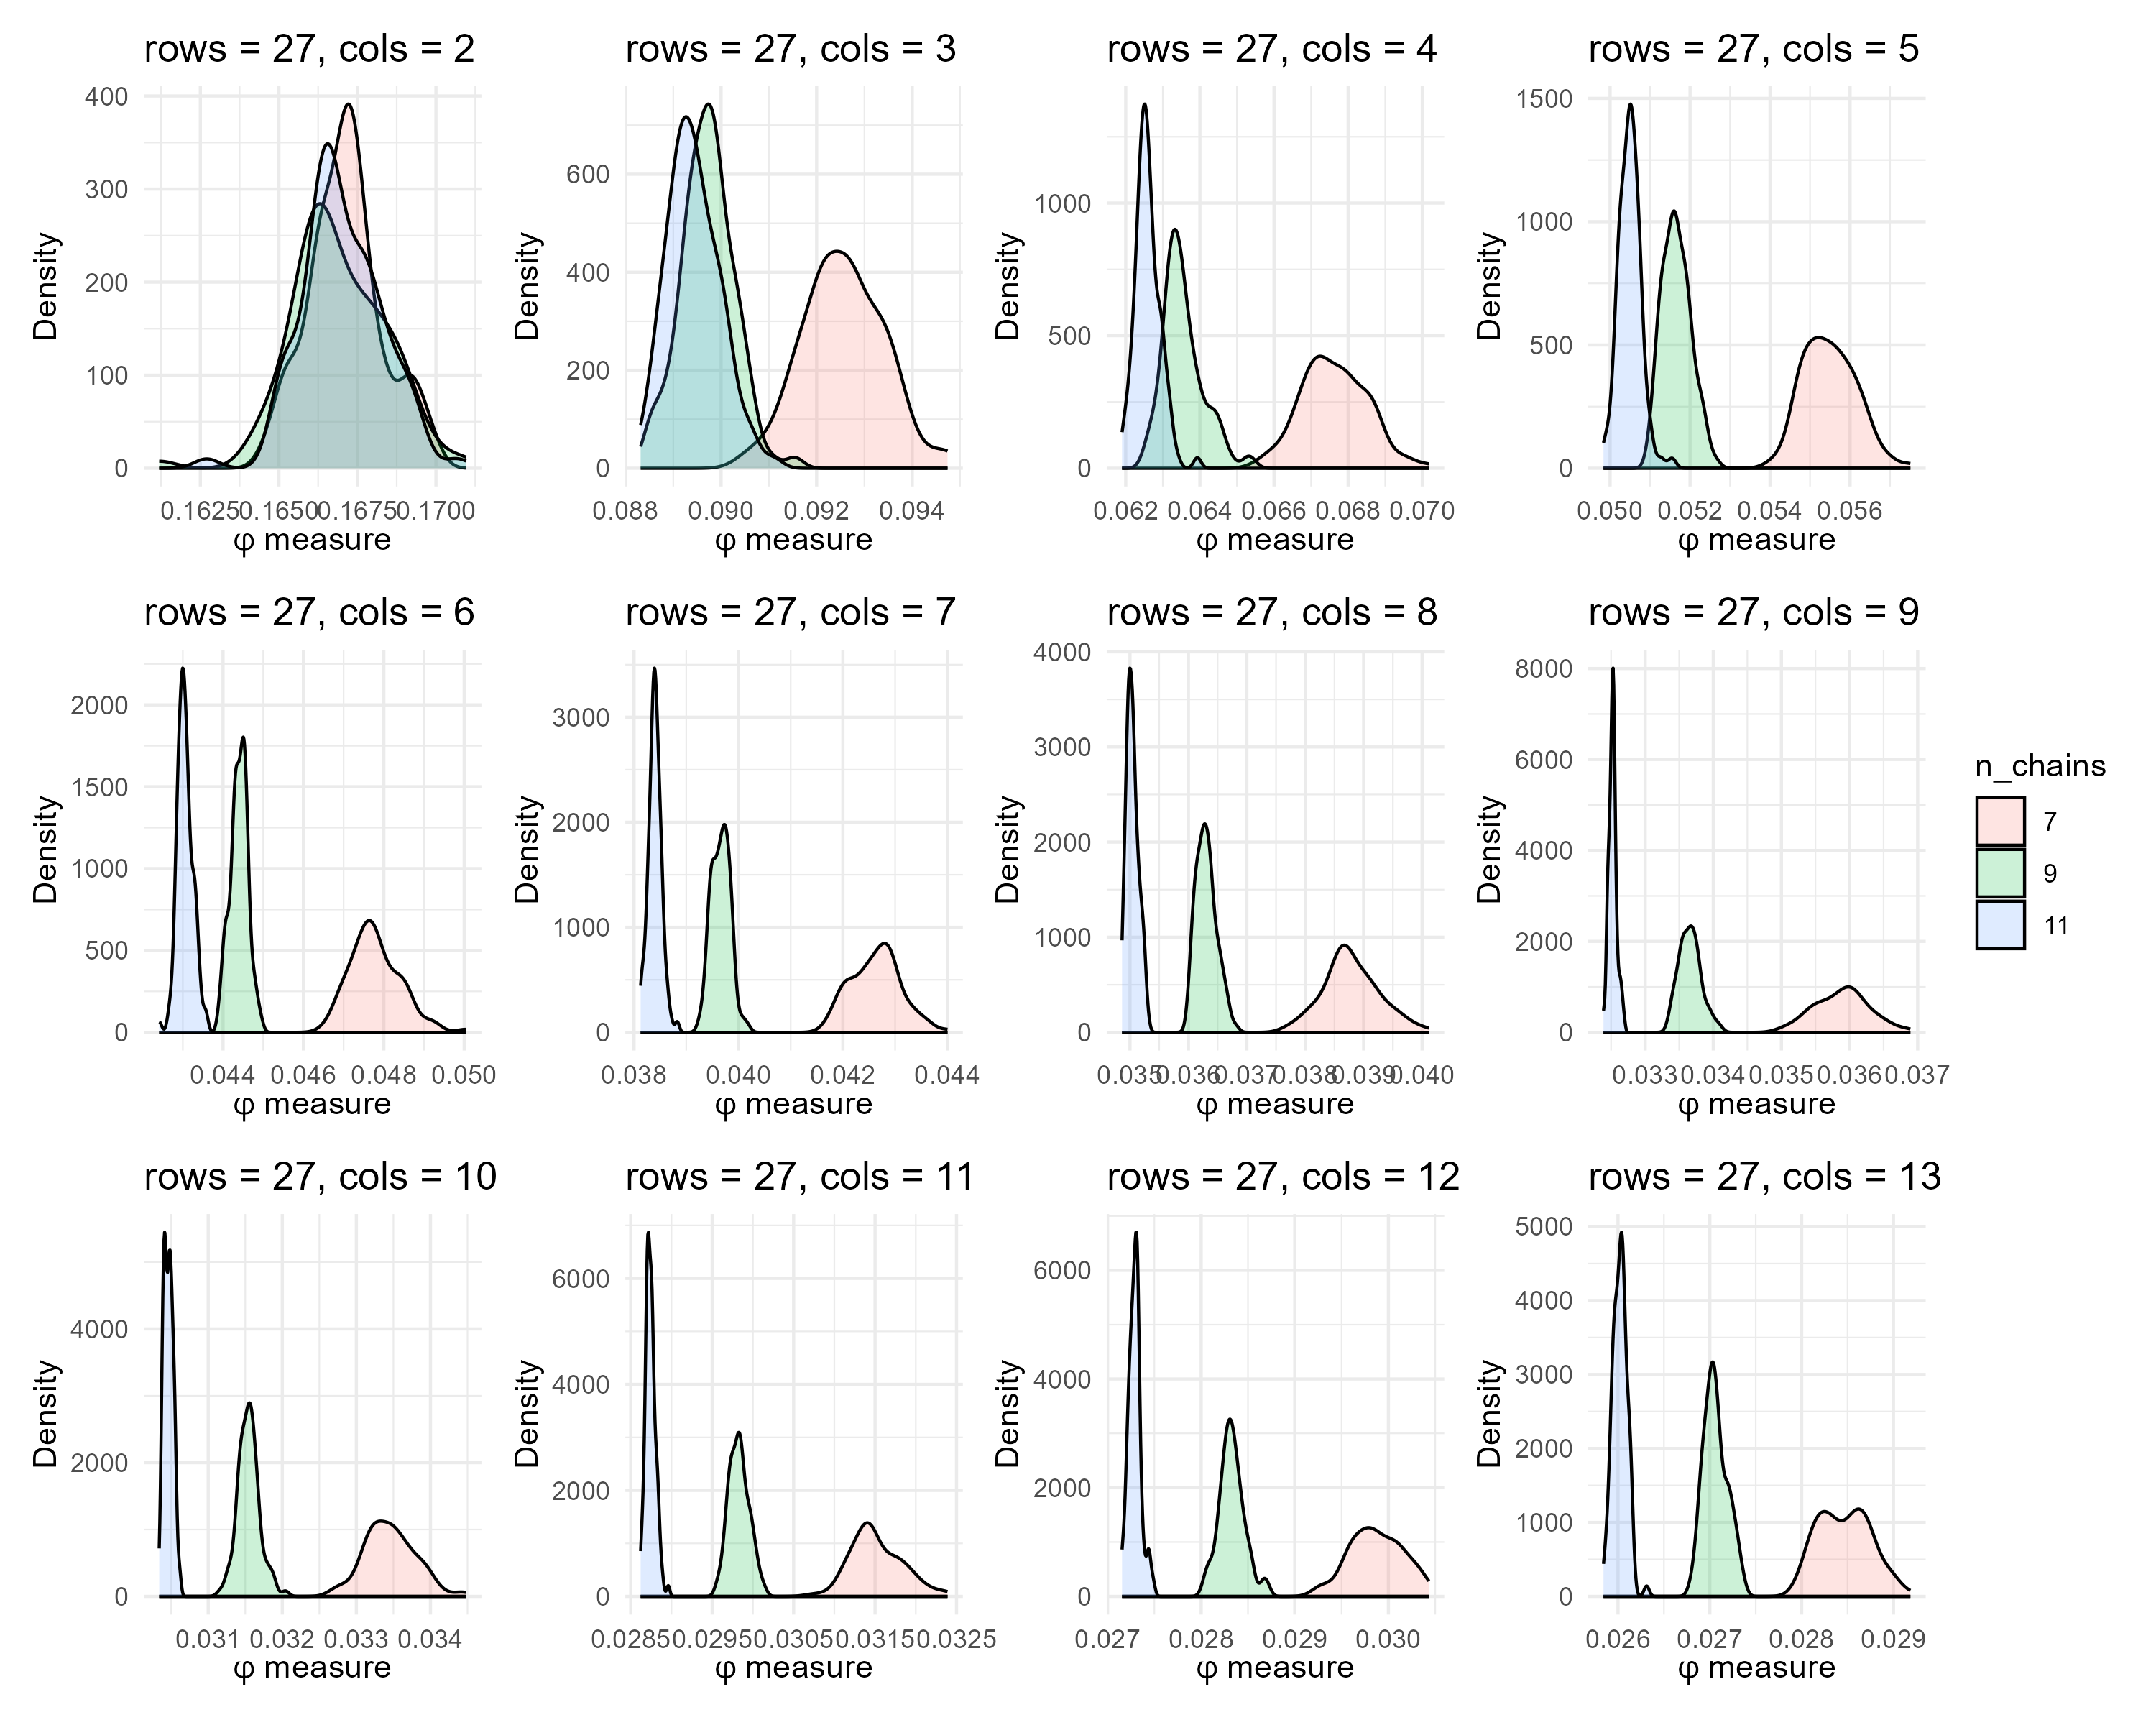 rows = 27, cols = 2
400
300
200
100
0
Density
0.1625 0.1650 0.1675 0.1700
φ measure
rows = 27, cols = 3
600
400
200
0
Density
0.088 0.090 0.092 0.094
φ measure
rows = 27, cols = 4
1000
500
0
Density
0.062 0.064 0.066 0.068 0.070
φ measure
rows = 27, cols = 5
1500
1000
500
0
Density
0.050 0.052 0.054 0.056
φ measure
rows = 27, cols = 6
2000
1500
1000
500
0
Density
0.044 0.046 0.048 0.050
φ measure
rows = 27, cols = 7
3000
2000
1000
0
Density
0.038 0.040 0.042 0.044
φ measure
rows = 27, cols = 8
4000
3000
2000
1000
0
Density
0.035 0.036 0.037 0.038 0.039 0.040
φ measure
rows = 27, cols = 9
8000
6000
4000
2000
0
Density
0.033 0.034 0.035 0.036 0.037
φ measure
n_chains
7
9
11
rows = 27, cols = 10
4000
2000
0
Density
0.031 0.032 0.033 0.034
φ measure
rows = 27, cols = 11
6000
4000
2000
0
Density
0.0285 0.0295 0.0305 0.0315 0.0325
φ measure
rows = 27, cols = 12
6000
4000
2000
0
Density
0.027 0.028 0.029 0.030
φ measure
rows = 27, cols = 13
5000
4000
3000
2000
1000
0
Density
0.026 0.027 0.028 0.029
φ measure